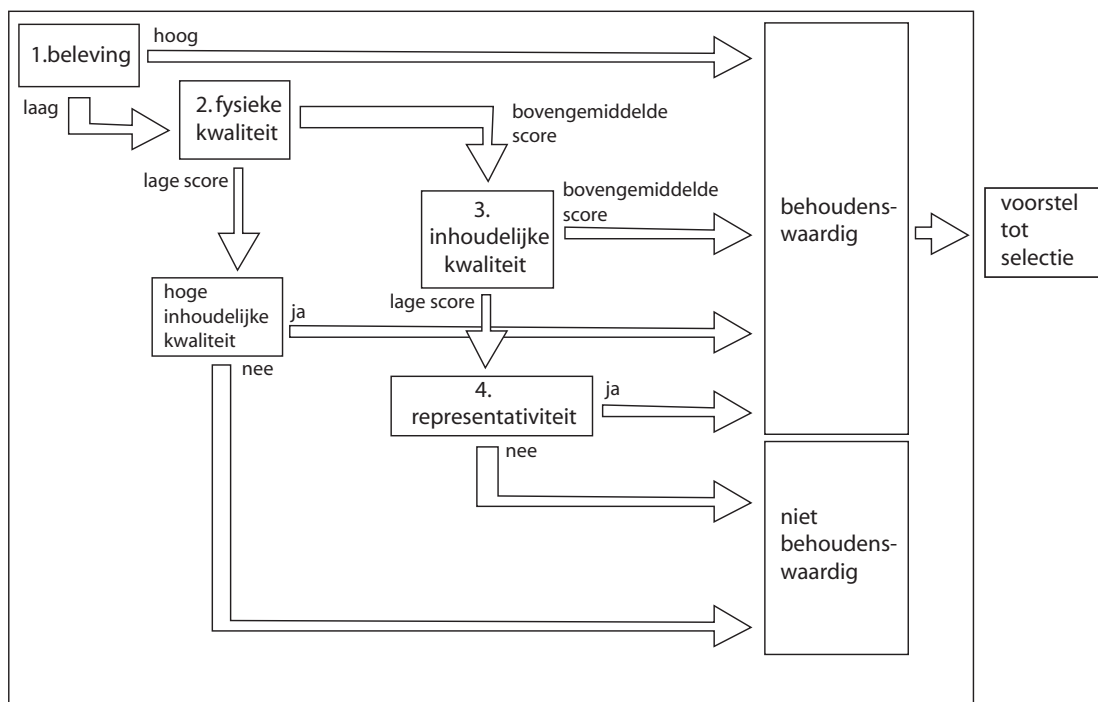 1.beleving
hoog
laag
2. fysieke
kwaliteit
bovengemiddelde
score
lage score
3.
inhoudelijke
kwaliteit
bovengemiddelde
score
behoudens-
waardig
voorstel
tot
selectie
hoge
inhoudelijke
kwaliteit
ja
nee
lage score
4.
representativiteit
ja
nee
niet
behoudens-
waardig